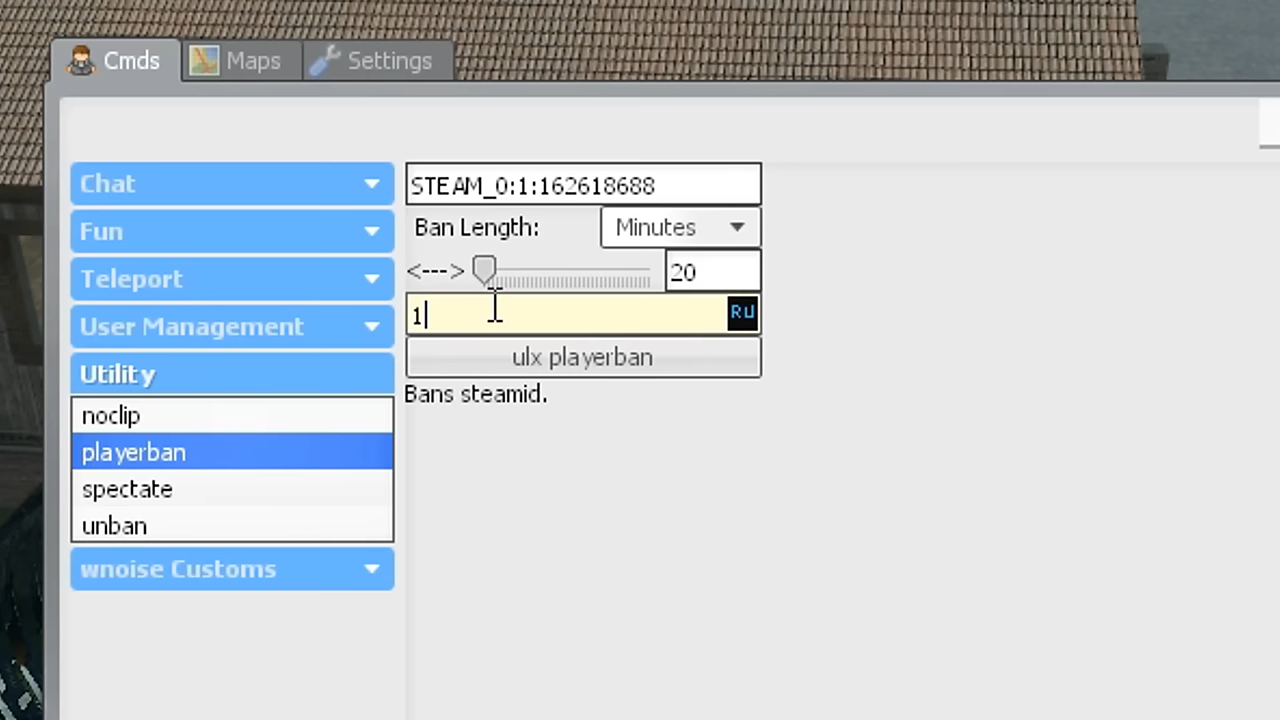 Cmds Maps Settings
Chat
Fun
Teleport
User Management
Utility
noclip
playerban
spectate
unban
wnoise Customs
STEAM_0:1:162618688
Ban Length: Minutes
<---> 20
1 RU
ulx playerban
Bans steamid.